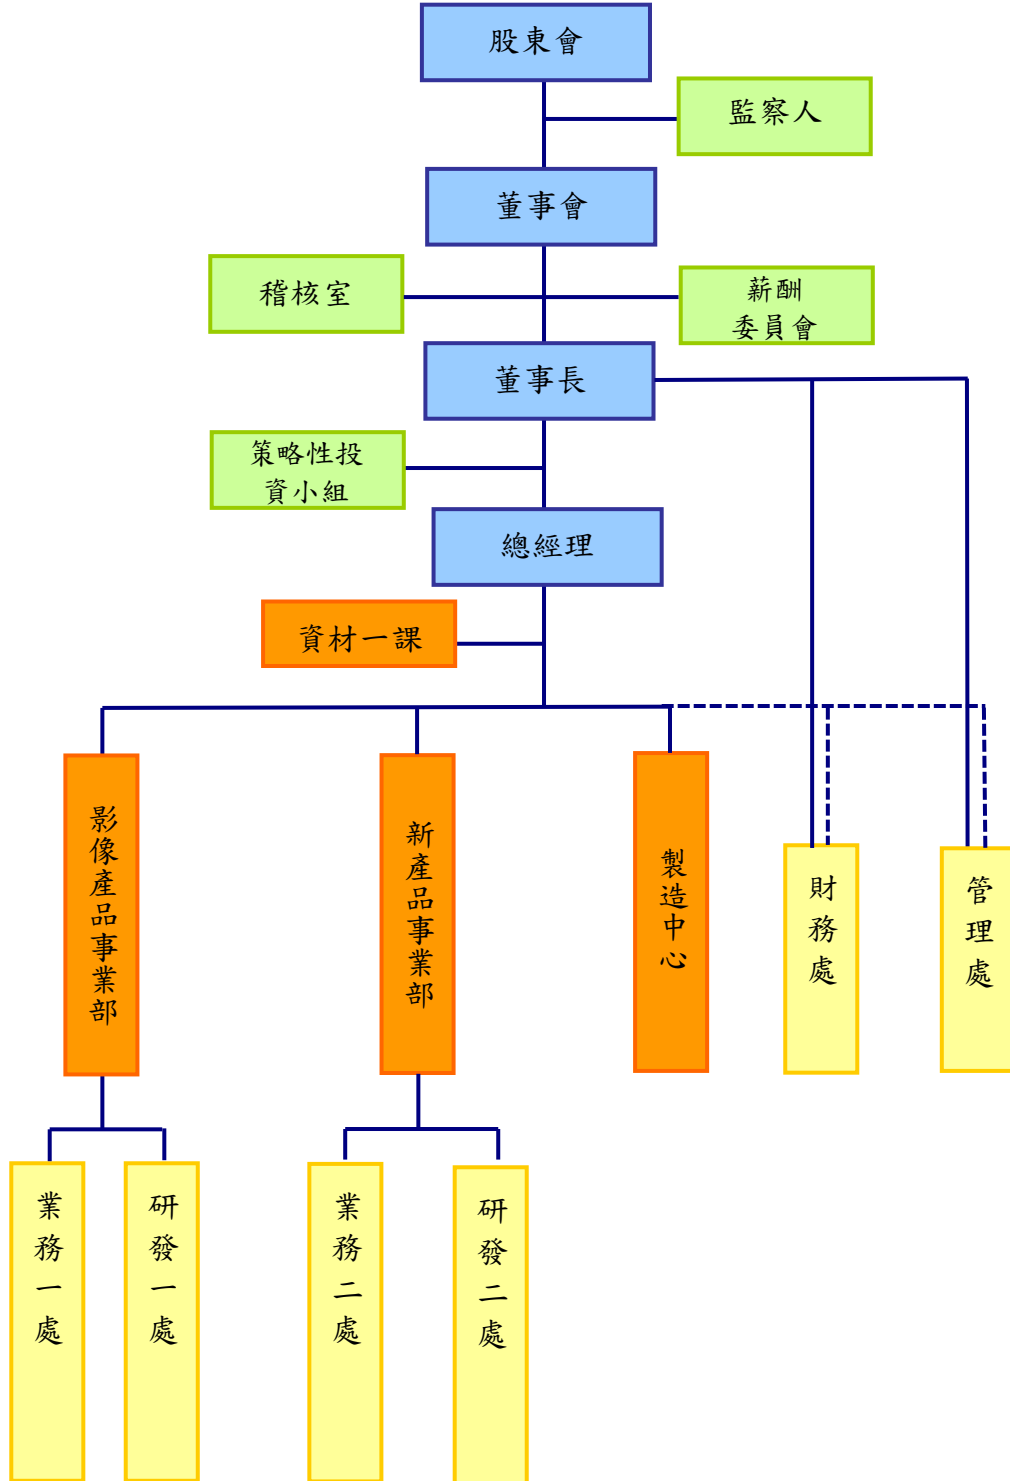 股東會
監察人
董事會
稽核室
薪酬
委員會
董事長
策略性投
資小組
總經理
資材一課
影像產品事業部
新產品事業部
製造中心
財務處
管理處
業務一處
研發一處
業務二處
研發二處